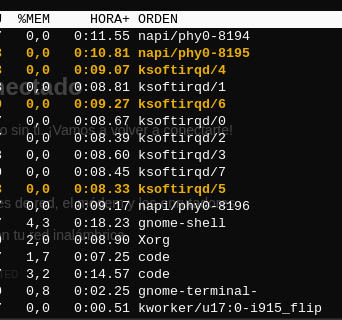 %MEM HORA+ ORDEN
0,0 0:11.55 napi/phy0-8194
0,0 0:10.81 napi/phy0-8195
0,0 0:09.07 ksoftirqd/4
0,0 0:08.81 ksoftirqd/1
0,0 0:09.27 ksoftirqd/6
0,0 0:08.67 ksoftirqd/0
0,0 0:08.39 ksoftirqd/2
0,0 0:08.60 ksoftirqd/3
0,0 0:08.45 ksoftirqd/7
0,0 0:08.33 ksoftirqd/5
0,0 0:09.17 napi/phy0-8196
4,3 0:18.23 gnome-shell
2,0 0:08.90 Xorg
1,7 0:07.25 code
3,2 0:14.57 code
0,8 0:02.25 gnome-terminal-
0,0 0:00.51 kworker/u17:0-i915_flip
nectado
o sin ti. ¡Vamos a volver a conectarte!